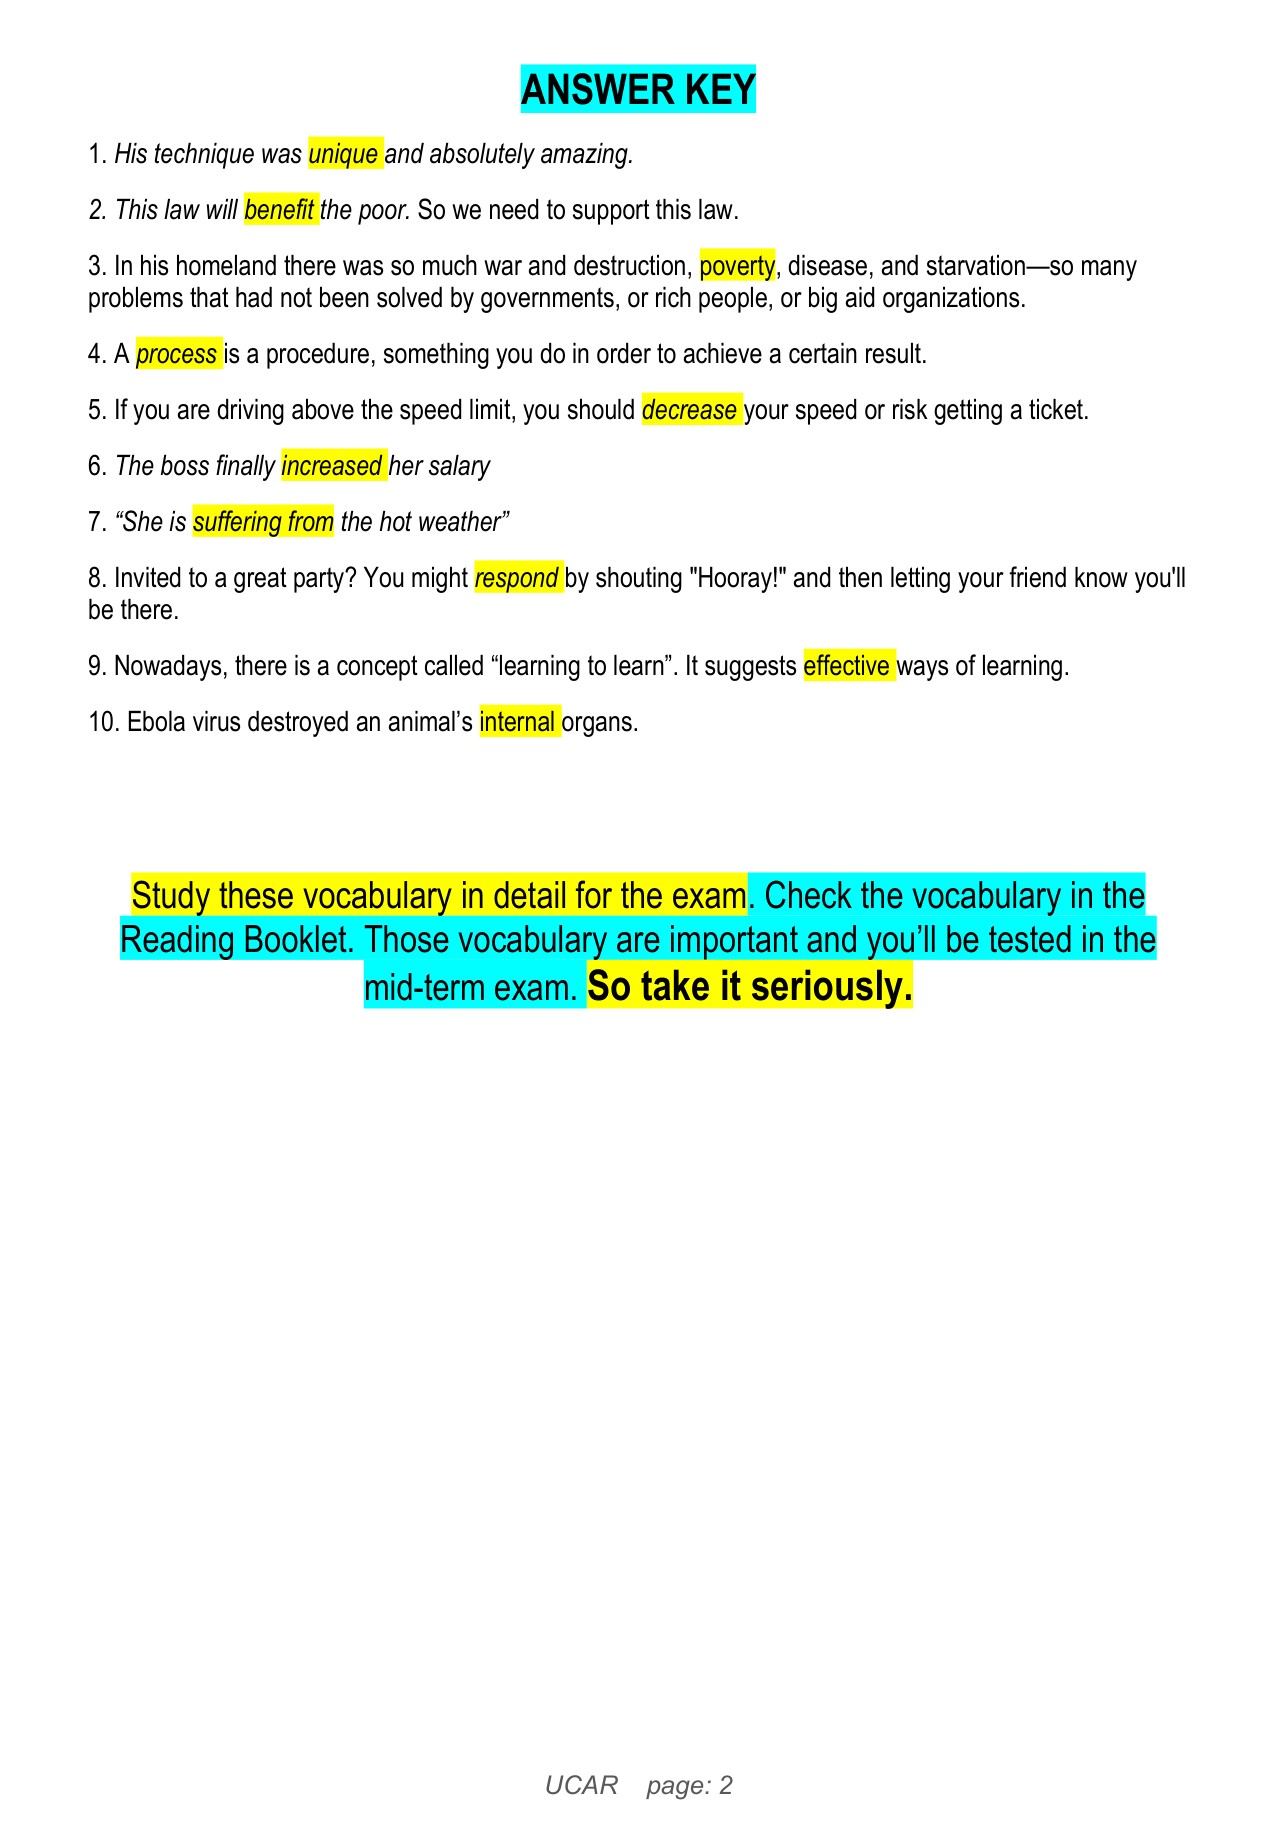 ANSWER KEY
1. His technique was unique and absolutely amazing.
2. This law will benefit the poor. So we need to support this law.
3. In his homeland there was so much war and destruction, poverty, disease, and starvation—so many
problems that had not been solved by governments, or rich people, or big aid organizations.
4. A process is a procedure, something you do in order to achieve a certain result.
5. If you are driving above the speed limit, you should decrease your speed or risk getting a ticket.
6. The boss finally increased her salary
7. “She is suffering from the hot weather”
8. Invited to a great party? You might respond by shouting "Hooray!" and then letting your friend know you'll
be there.
9. Nowadays, there is a concept called “learning to learn”. It suggests effective ways of learning.
10. Ebola virus destroyed an animal’s internal organs.
Study these vocabulary in detail for the exam. Check the vocabulary in the
Reading Booklet. Those vocabulary are important and you’ll be tested in the
mid-term exam. So take it seriously.
UCAR page: 2